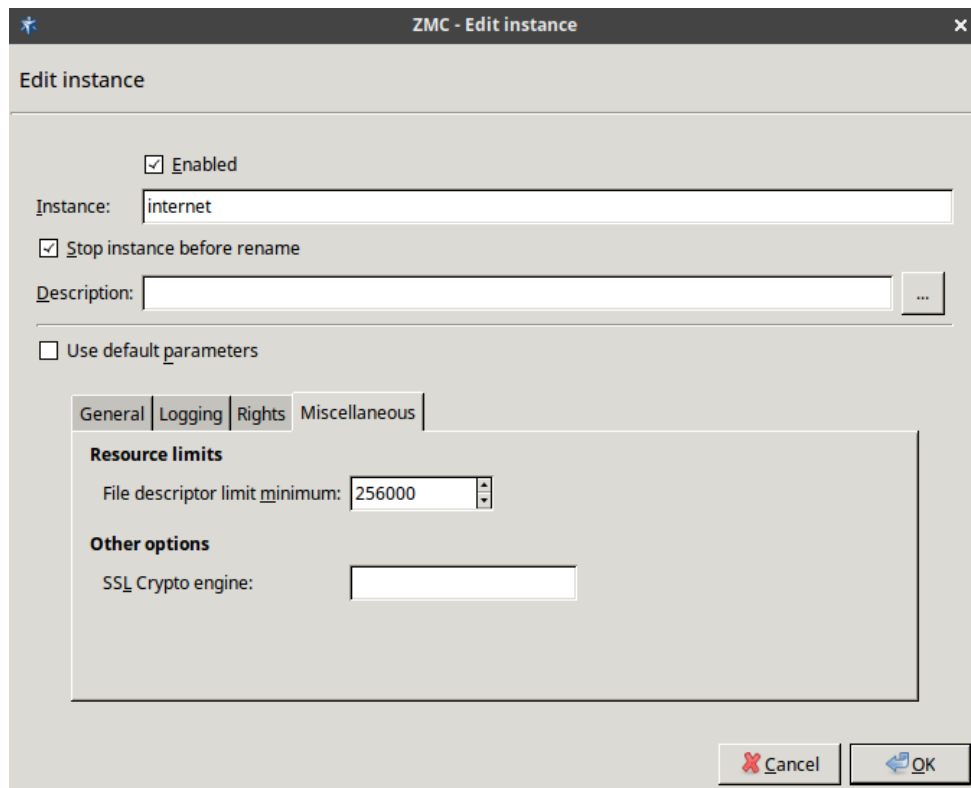 ZMC - Edit instance
Edit instance
Enabled
Instance: internet
Stop instance before rename
Description: ...
Use default parameters
General Logging Rights Miscellaneous
Resource limits
File descriptor limit minimum: 256000
Other options
SSL Crypto engine:
Cancel OK